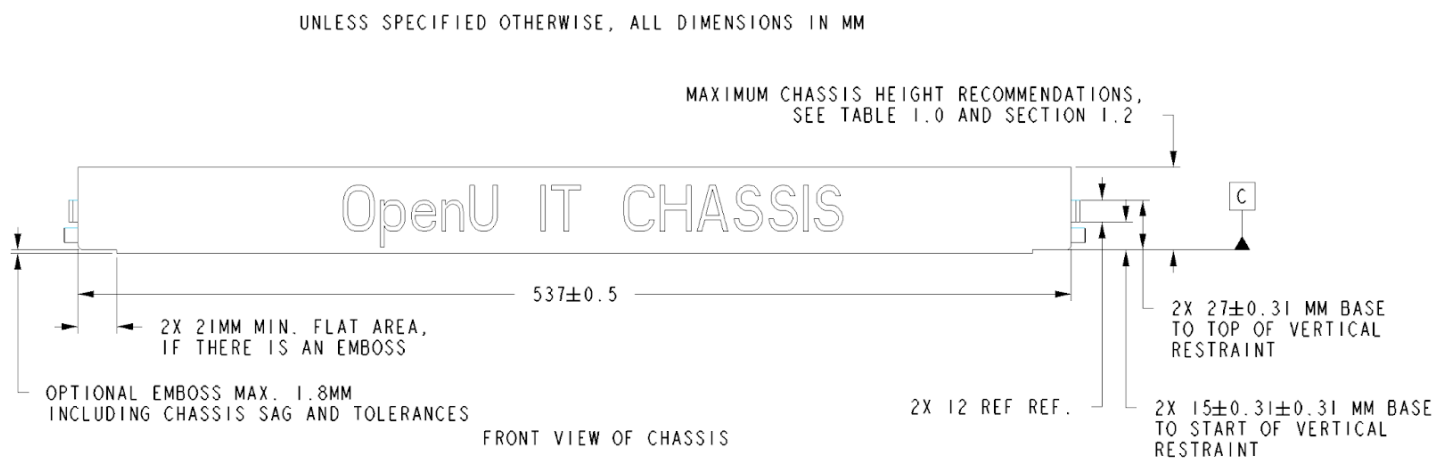 UNLESS SPECIFIED OTHERWISE, ALL DIMENSIONS IN MM
MAXIMUM CHASSIS HEIGHT RECOMMENDATIONS,
SEE TABLE 1.0 AND SECTION 1.2
OpenU IT CHASSIS
C
537±0.5
2X 21MM MIN. FLAT AREA,
IF THERE IS AN EMBOSS
2X 27±0.31 MM BASE
TO TOP OF VERTICAL
RESTRAINT
OPTIONAL EMBOSS MAX. 1.8MM
INCLUDING CHASSIS SAG AND TOLERANCES
2X 12 REF REF.
2X 15±0.31±0.31 MM BASE
TO START OF VERTICAL
RESTRAINT
FRONT VIEW OF CHASSIS